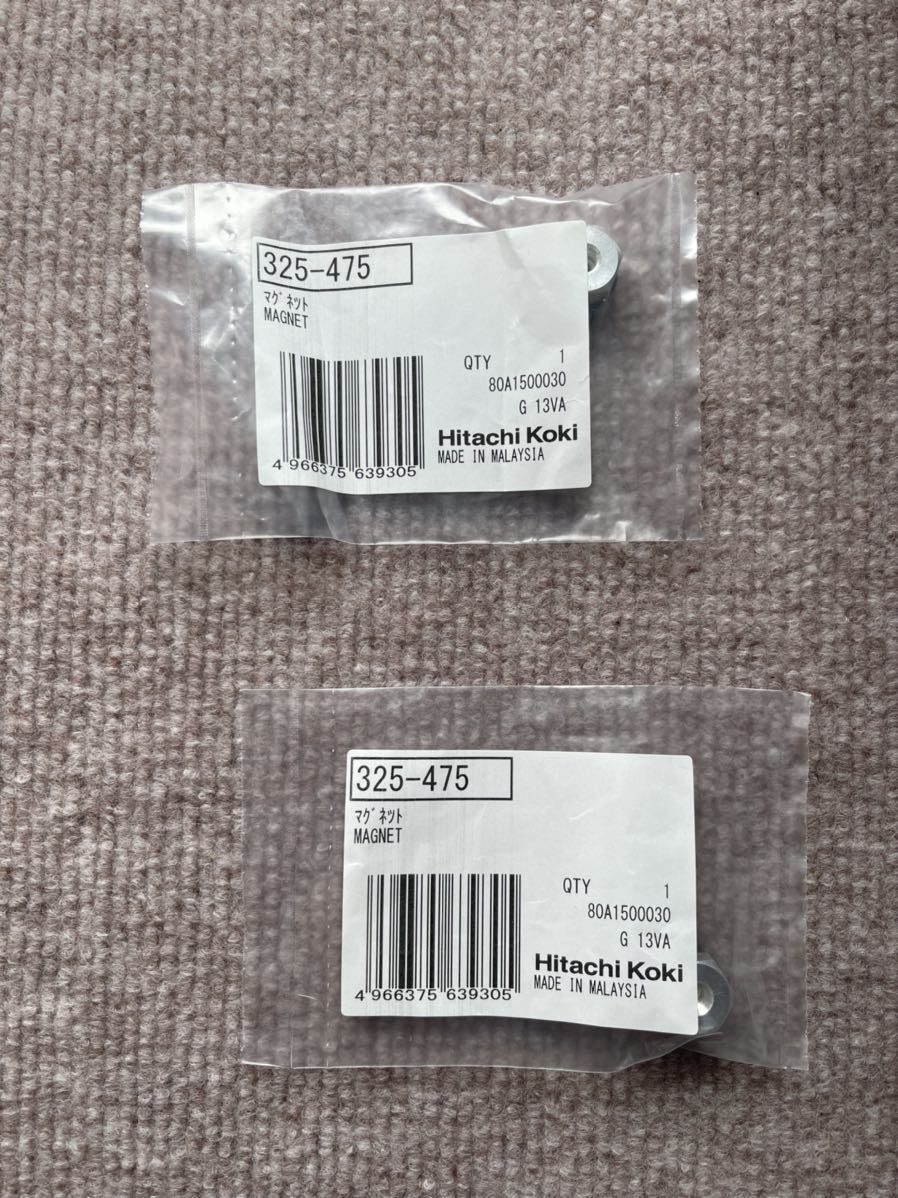 325-475
ﾏｸﾞﾈｯﾄ
MAGNET
QTY 1
80A1500030
G 13VA
Hitachi Koki
MADE IN MALAYSIA
4 966375 639305
325-475
ﾏｸﾞﾈｯﾄ
MAGNET
QTY 1
80A1500030
G 13VA
Hitachi Koki
MADE IN MALAYSIA
4 966375 639305